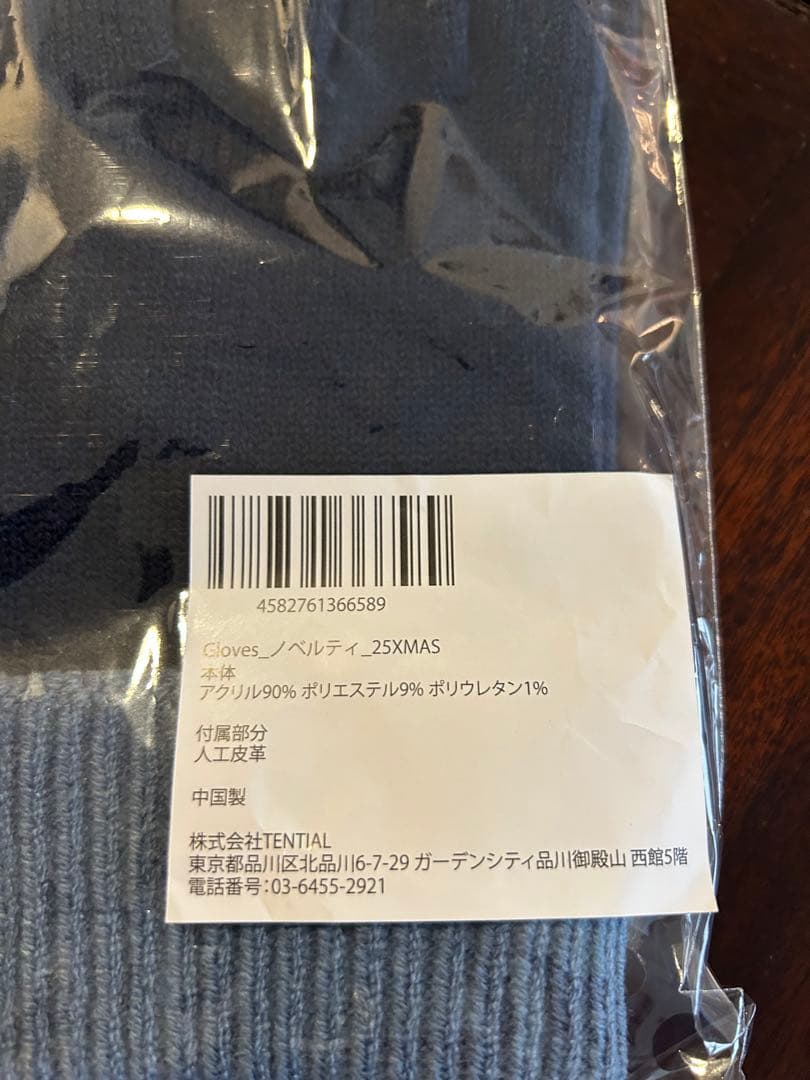 4582761366589
Gloves_ノベルティ_25XMAS
本体
アクリル90% ポリエステル9% ポリウレタン1%
付属部分
人工皮革
中国製
株式会社TENTIAL
東京都品川区北品川6-7-29 ガーデンシティ品川御殿山 西館5階
電話番号:03-6455-2921